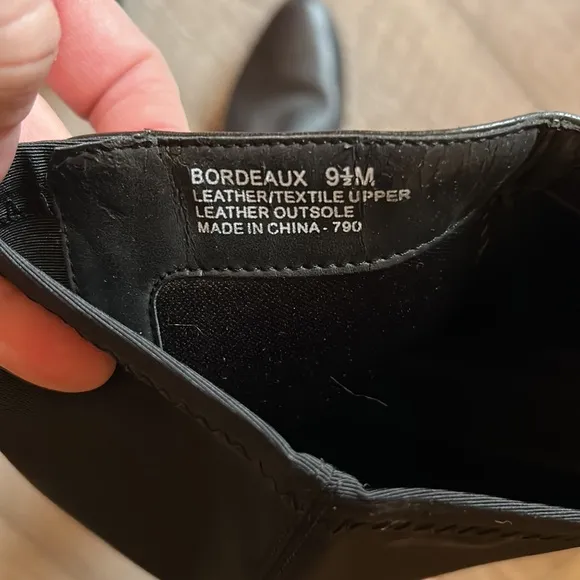 BORDEAUX 9½M
LEATHER/TEXTILE UPPER
LEATHER OUTSOLE
MADE IN CHINA - 790